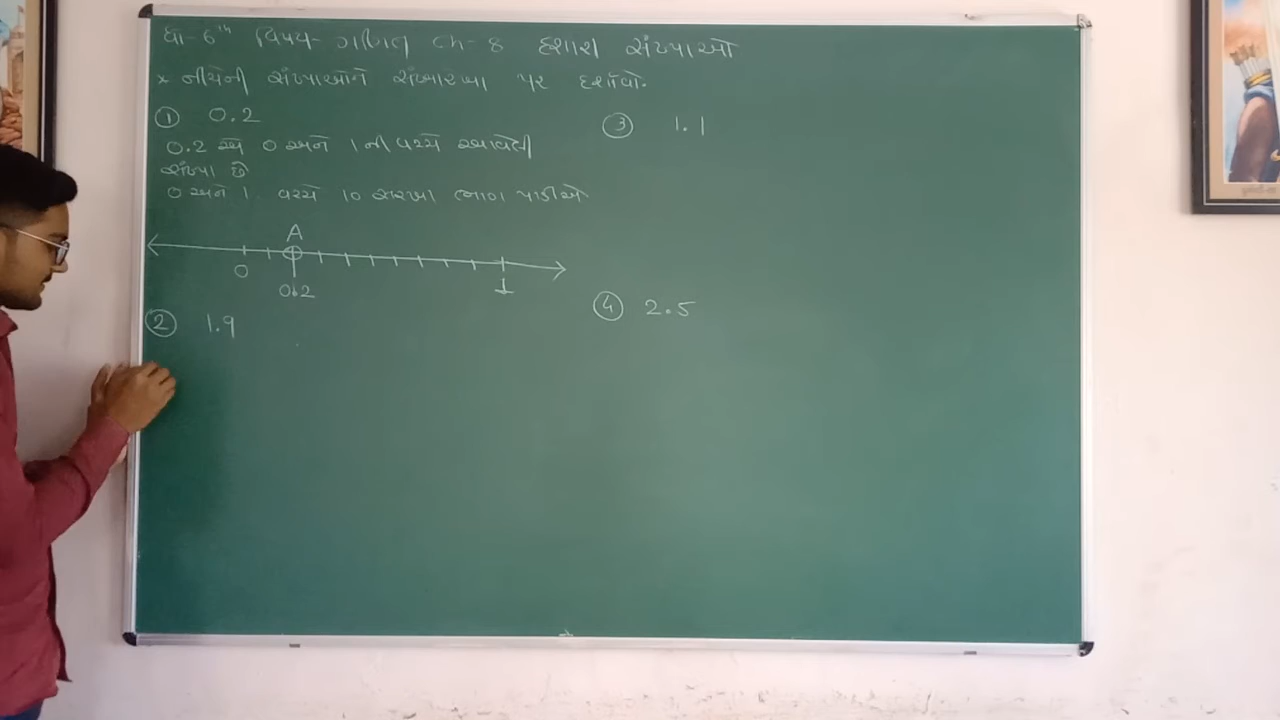 ધા-6th વિષય- ગણિત Ch-8 દશાંશ સંખ્યાઓ
× નીચેની સંખ્યાઓને સંખ્યારેખા પર દર્શાવો.
① 0.2
0.2 એ 0 અને 1 ની વચ્ચે આવેલી
સંખ્યા છે
0 અને 1 વચ્ચે 10 સરખા ભાગ પાડીએ
A
0 0.2 1
② 1.9
③ 1.1
④ 2.5